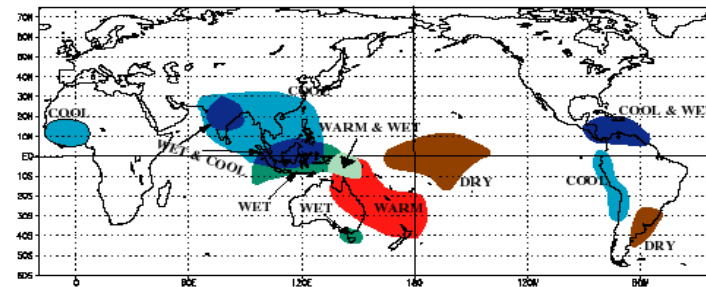 70N
60N
50N
40N
30N
20N
10N
EQ
10S
20S
30S
40S
50S
60S
COOL
COOL
COOL & WET
WARM & WET
WET & COOL
COOL
DRY
WET
WET
WARM
DRY
0
60E
120E
180
120W
60W